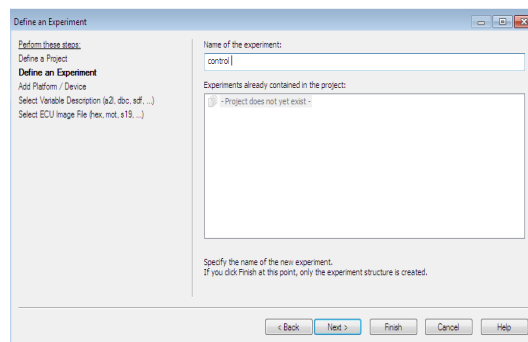 Define an Experiment
Perform these steps:
Define a Project
Define an Experiment
Add Platform / Device
Select Variable Description (a2l, dbc, sdf, ...)
Select ECU Image File (hex, mot, s19, ...)
Name of the experiment:
control
Experiments already contained in the project:
- Project does not yet exist -
Specify the name of the new experiment.
If you click Finish at this point, only the experiment structure is created.
< Back Next > Finish Cancel Help